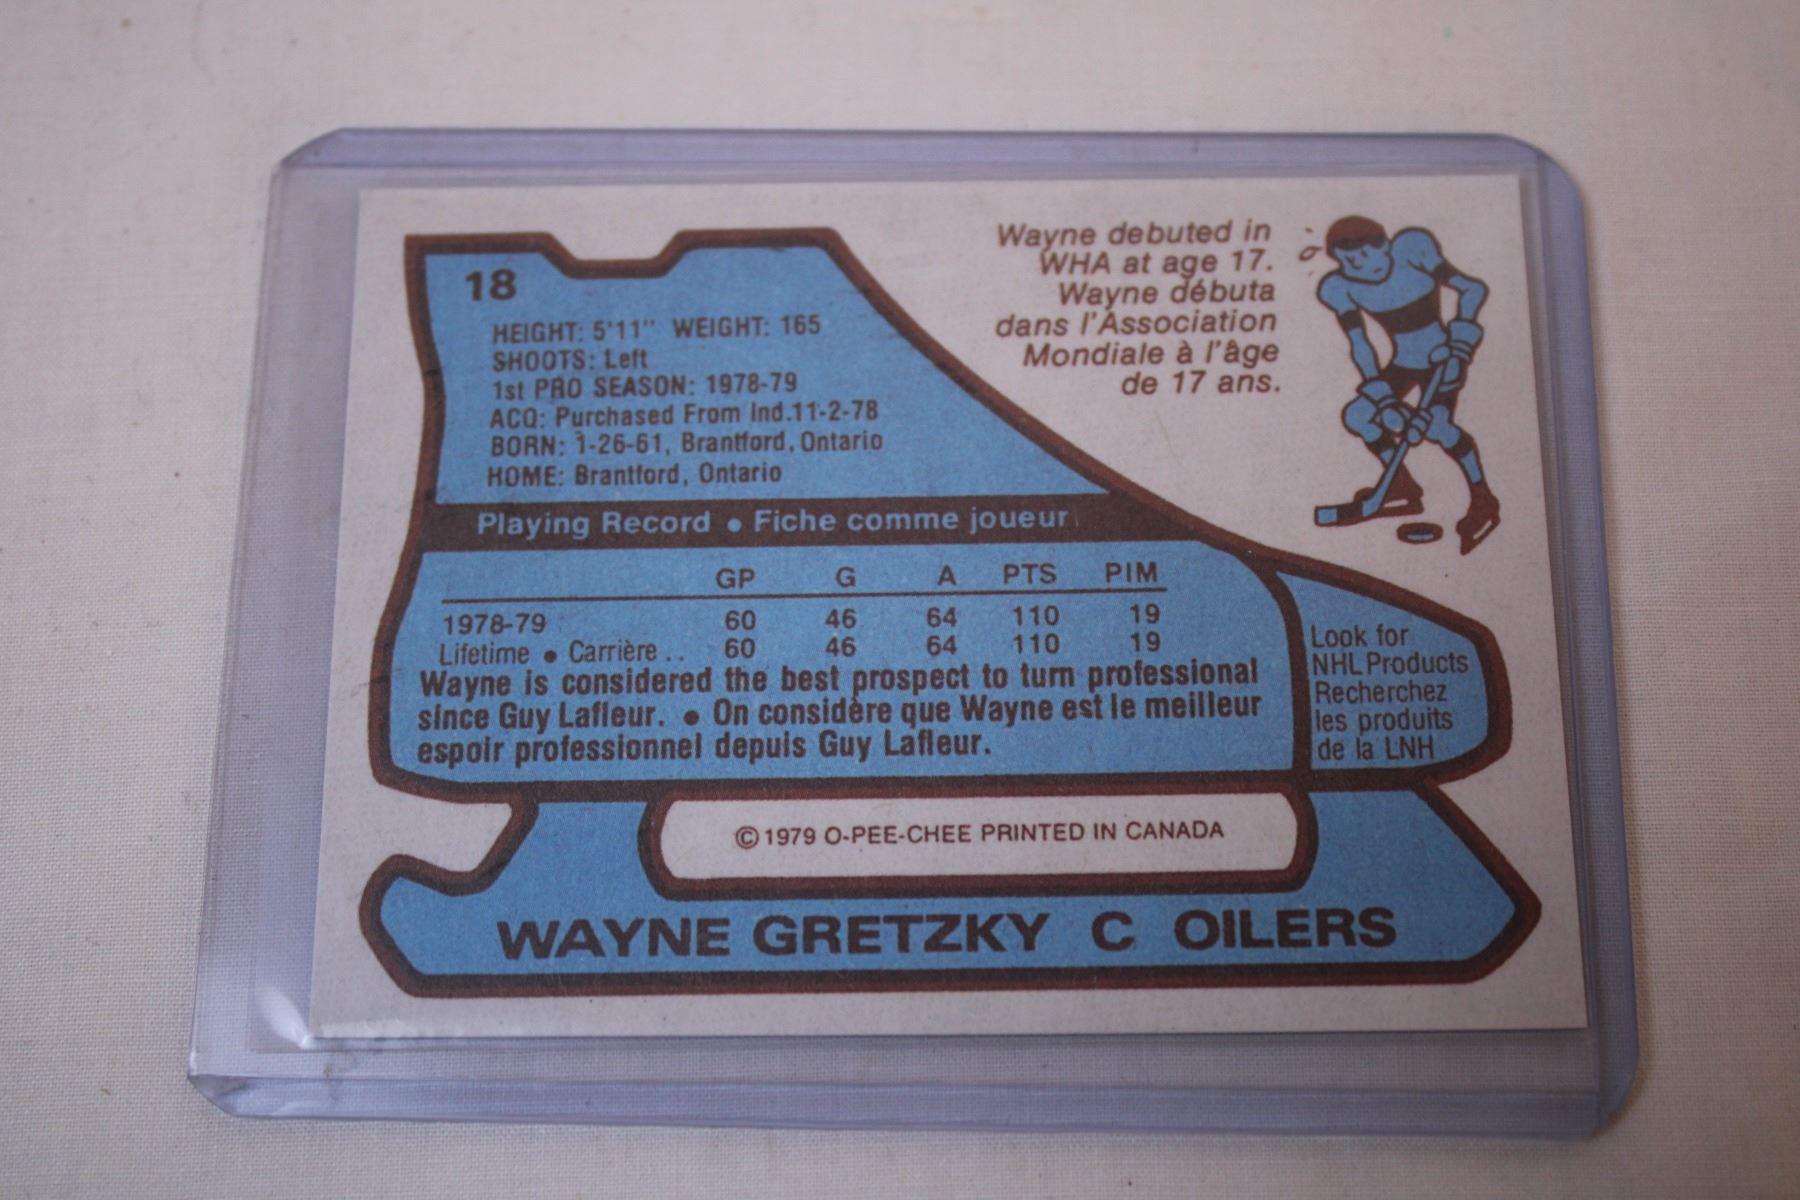 18
HEIGHT: 5'11" WEIGHT: 165
SHOOTS: Left
1st PRO SEASON: 1978-79
ACQ: Purchased From Ind.11-2-78
BORN: 1-26-61, Brantford, Ontario
HOME: Brantford, Ontario
Wayne debuted in
WHA at age 17.
Wayne débuta
dans l'Association
Mondiale à l'âge
de 17 ans.
Playing Record • Fiche comme joueur
GP G A PTS PIM
1978-79 60 46 64 110 19
Lifetime • Carrière .. 60 46 64 110 19
Wayne is considered the best prospect to turn professional
since Guy Lafleur. • On considère que Wayne est le meilleur
espoir professionnel depuis Guy Lafleur.
Look for
NHL Products
Recherchez
les produits
de la LNH
© 1979 O-PEE-CHEE PRINTED IN CANADA
WAYNE GRETZKY C OILERS